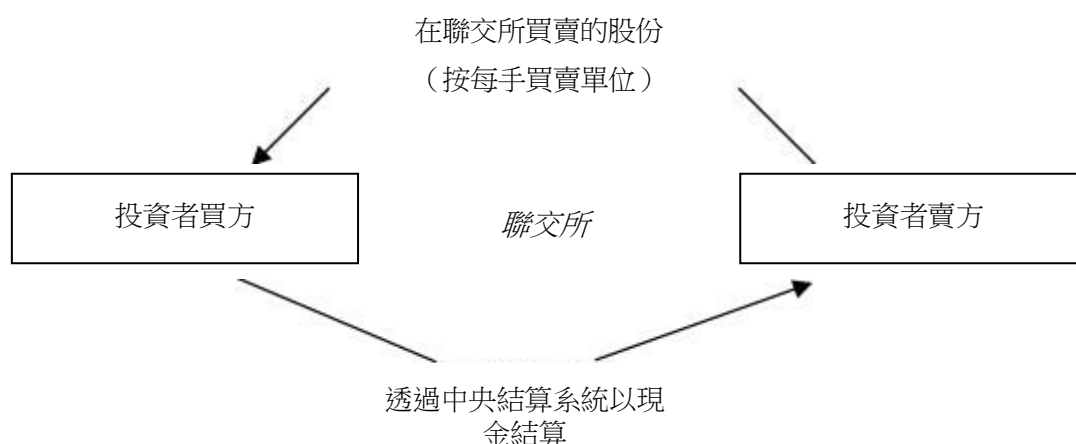 在聯交所買賣的股份
（按每手買賣單位）
投資者買方
聯交所
投資者賣方
透過中央結算系統以現
金結算